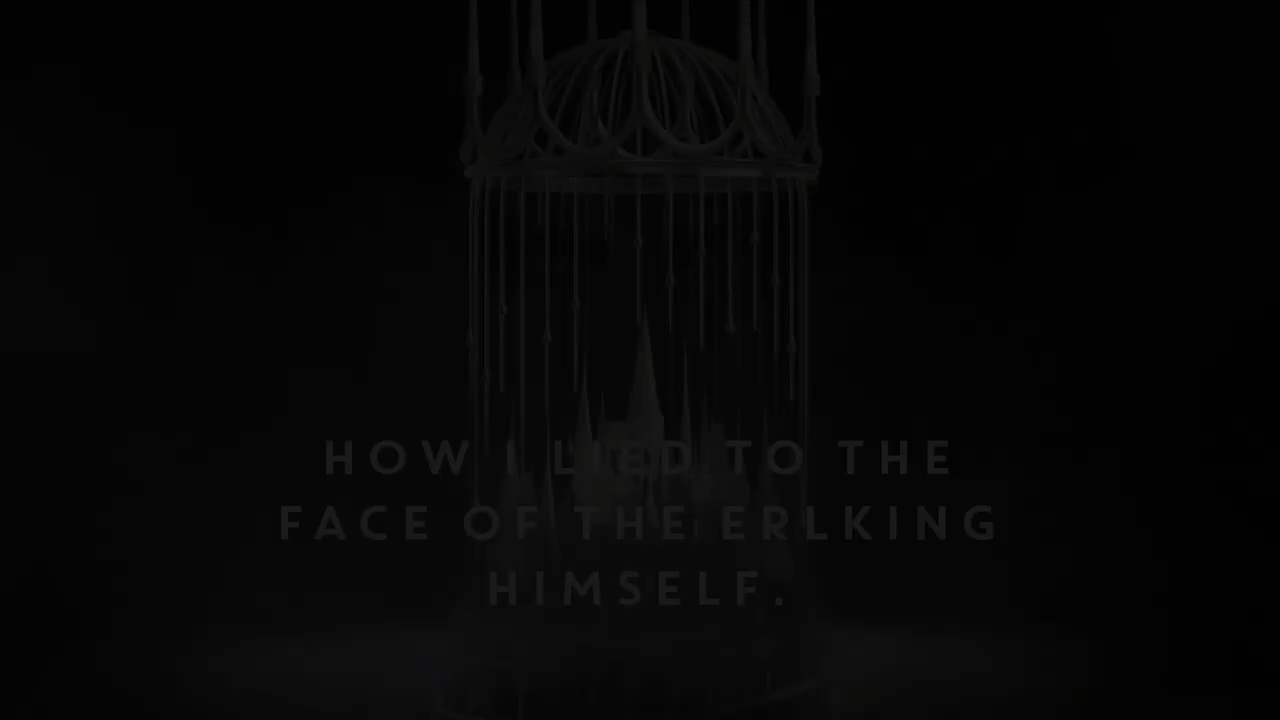 HOW I LIED TO THE
FACE OF THE ERLKING
HIMSELF.